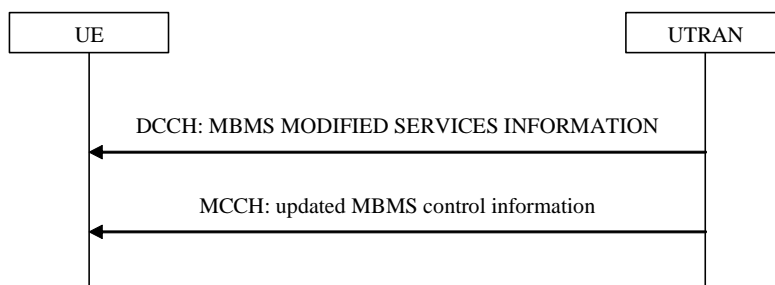 UE
UTRAN
DCCH: MBMS MODIFIED SERVICES INFORMATION
MCCH: updated MBMS control information